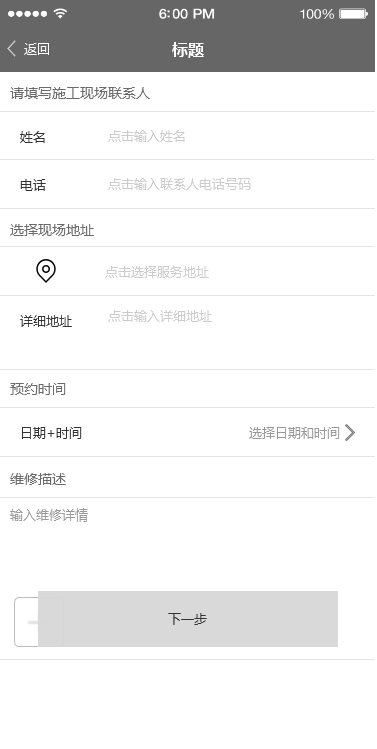 6:00 PM 100%
返回 标题
请填写施工现场联系人
姓名 点击输入姓名
电话 点击输入联系人电话号码
选择现场地址
点击选择服务地址
详细地址 点击输入详细地址
预约时间
日期+时间 选择日期和时间
维修描述
输入维修详情
下一步